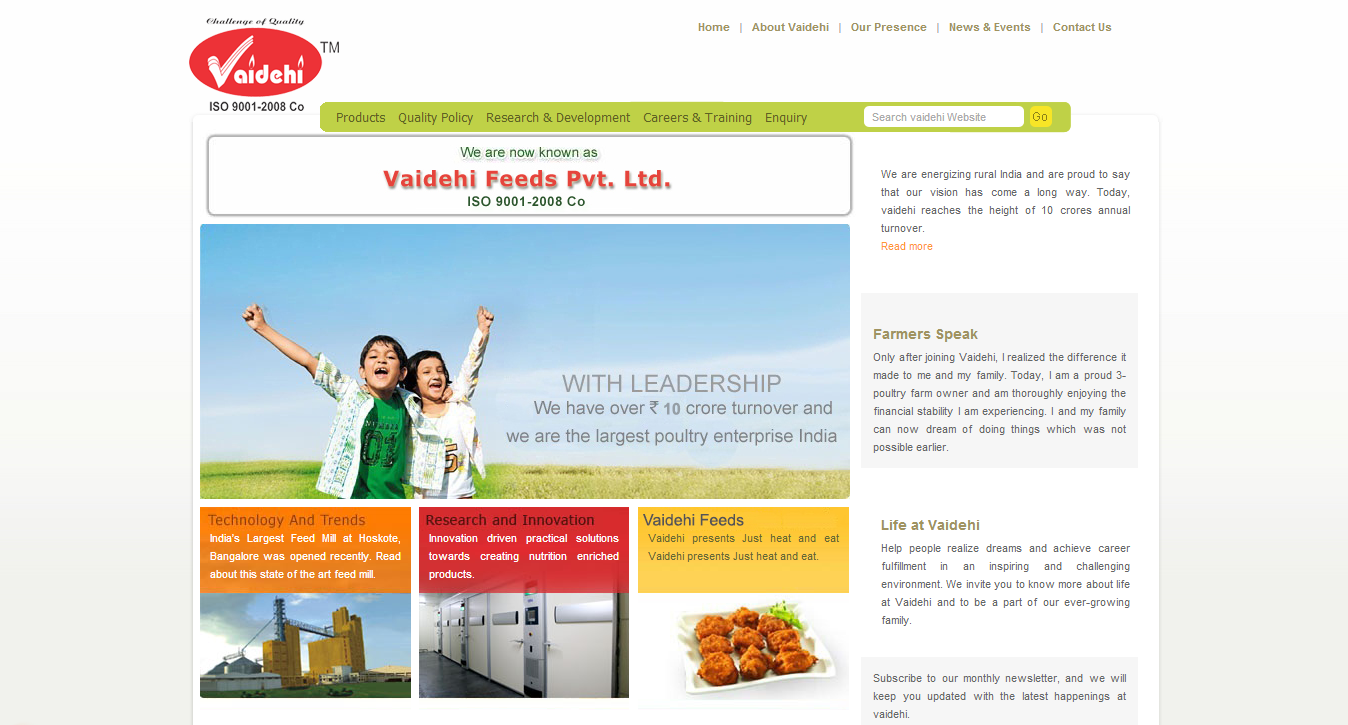 Challenge of Quality
Vaidehi
TM
ISO 9001-2008 Co
Home | About Vaidehi | Our Presence | News & Events | Contact Us
Products Quality Policy Research & Development Careers & Training Enquiry
Search vaidehi Website
Go
We are now known as
Vaidehi Feeds Pvt. Ltd.
ISO 9001-2008 Co
WITH LEADERSHIP
We have over ₹ 10 crore turnover and
we are the largest poultry enterprise India
Technology And Trends
India's Largest Feed Mill at Hoskote,
Bangalore was opened recently. Read
about this state of the art feed mill.
Research and Innovation
Innovation driven practical solutions
towards creating nutrition enriched
products.
Vaidehi Feeds
Vaidehi presents Just heat and eat
Vaidehi presents Just heat and eat.
We are energizing rural India and are proud to say
that our vision has come a long way. Today,
vaidehi reaches the height of 10 crores annual
turnover.
Read more
Farmers Speak
Only after joining Vaidehi, I realized the difference it
made to me and my family. Today, I am a proud 3-
poultry farm owner and am thoroughly enjoying the
financial stability I am experiencing. I and my family
can now dream of doing things which was not
possible earlier.
Life at Vaidehi
Help people realize dreams and achieve career
fulfillment in an inspiring and challenging
environment. We invite you to know more about life
at Vaidehi and to be a part of our ever-growing
family.
Subscribe to our monthly newsletter, and we will
keep you updated with the latest happenings at
vaidehi.